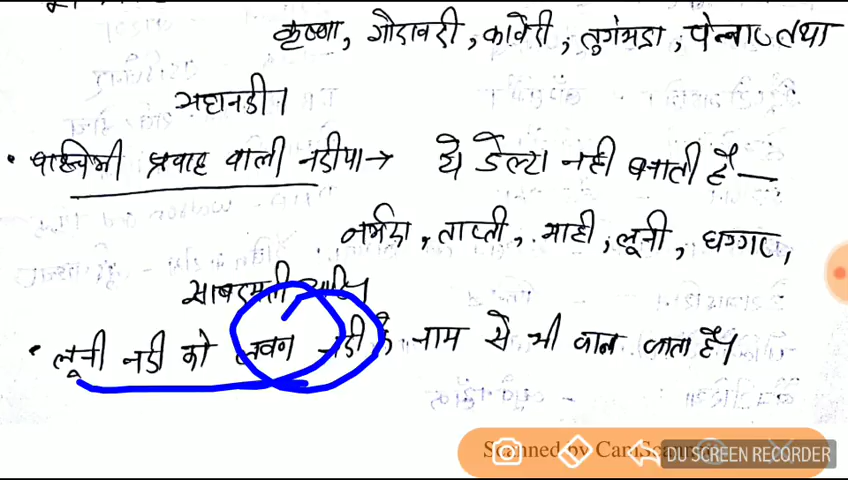 कृष्णा, गोदावरी, कावेरी, तुगंभद्रा, पेन्नार तथा
महानदी।
• पश्चिमी प्रवाह वाली नदीया→ ये डेल्टा नही बनाती है—
नर्मदा, ताप्ती, माही, लूनी, घग्गर,
साबरमती आदि।
• लूनी नदी को लवण नदी के नाम से भी जाना जाता है।
Scanned by CamScanner
DU SCREEN RECORDER